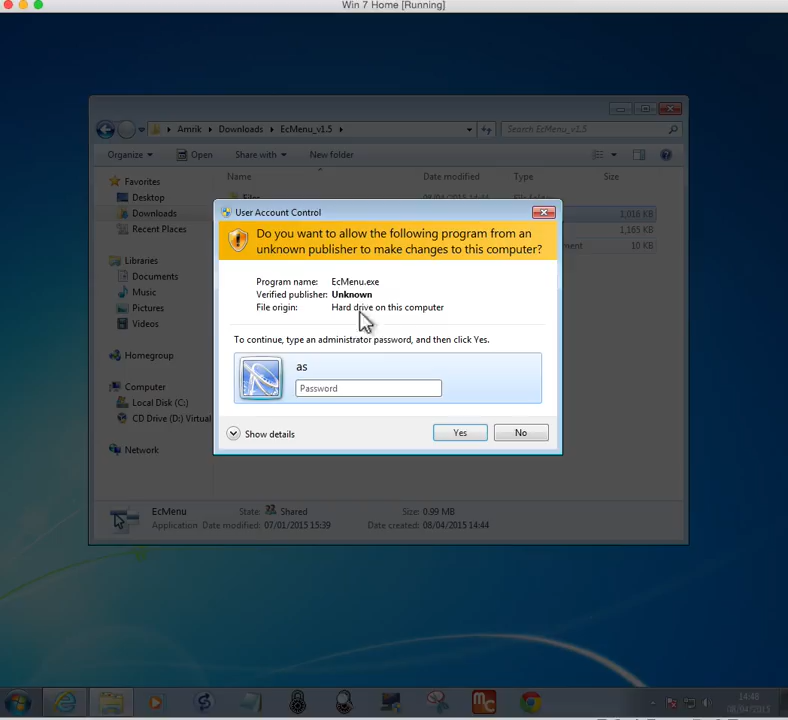 Win 7 Home [Running]
Amrik Downloads EcMenu_v1.5 Search EcMenu_v1.5
Organize Open Share with New folder
Favorites
Desktop
Downloads
Recent Places
Libraries
Documents
Music
Pictures
Videos
Homegroup
Computer
Local Disk (C:)
CD Drive (D:) Virtual
Network
Name Date modified Type Size
1,016 KB
1,165 KB
10 KB
User Account Control
Do you want to allow the following program from an
unknown publisher to make changes to this computer?
Program name: EcMenu.exe
Verified publisher: Unknown
File origin: Hard drive on this computer
To continue, type an administrator password, and then click Yes.
as
Password
Show details Yes No
EcMenu State: Shared Size: 0.99 MB
Application Date modified: 07/01/2015 15:39 Date created: 08/04/2015 14:44
14:48
08/04/2015